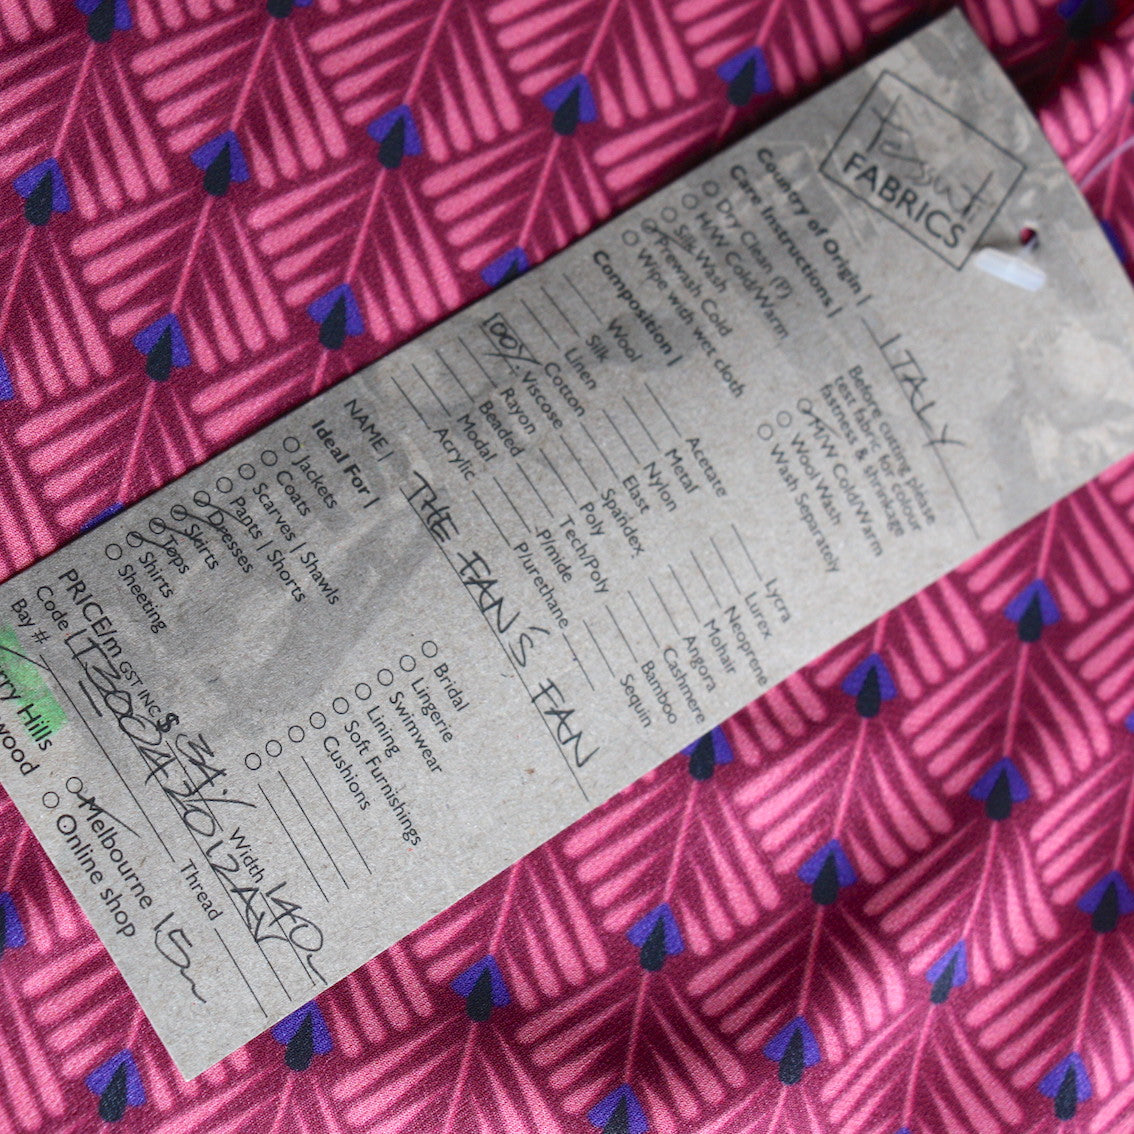 Tessuti
FABRICS
Country of Origin | ITALY
Care Instructions |
Dry Clean (P)
H/W Cold/Warm
Silk Wash
Prewash Cold
Wipe with wet cloth
Before cutting please
test fabric for colour
fastness & shrinkage
M/W Cold/Warm
Wool Wash
Wash Separately
Composition |
Wool
Silk
Linen
Cotton
100% Viscose
Rayon
Beaded
Modal
Acrylic
Acetate
Metal
Nylon
Elast
Spandex
Poly
Tech/Poly
P/mide
P/urethane
Lycra
Lurex
Neoprene
Mohair
Angora
Cashmere
Bamboo
Sequin
NAME | THE FAN'S FAN
Ideal For |
Jackets
Coats
Scarves | Shawls
Pants | Shorts
Dresses
Skirts
Tops
Shirts
Sheeting
Bridal
Lingerie
Swimwear
Lining
Soft Furnishings
Cushions
PRICE/m GST INC $ 34/ Width 140
Code
Bay # Thread
rry Hills
wood
Melbourne 15m
Online shop